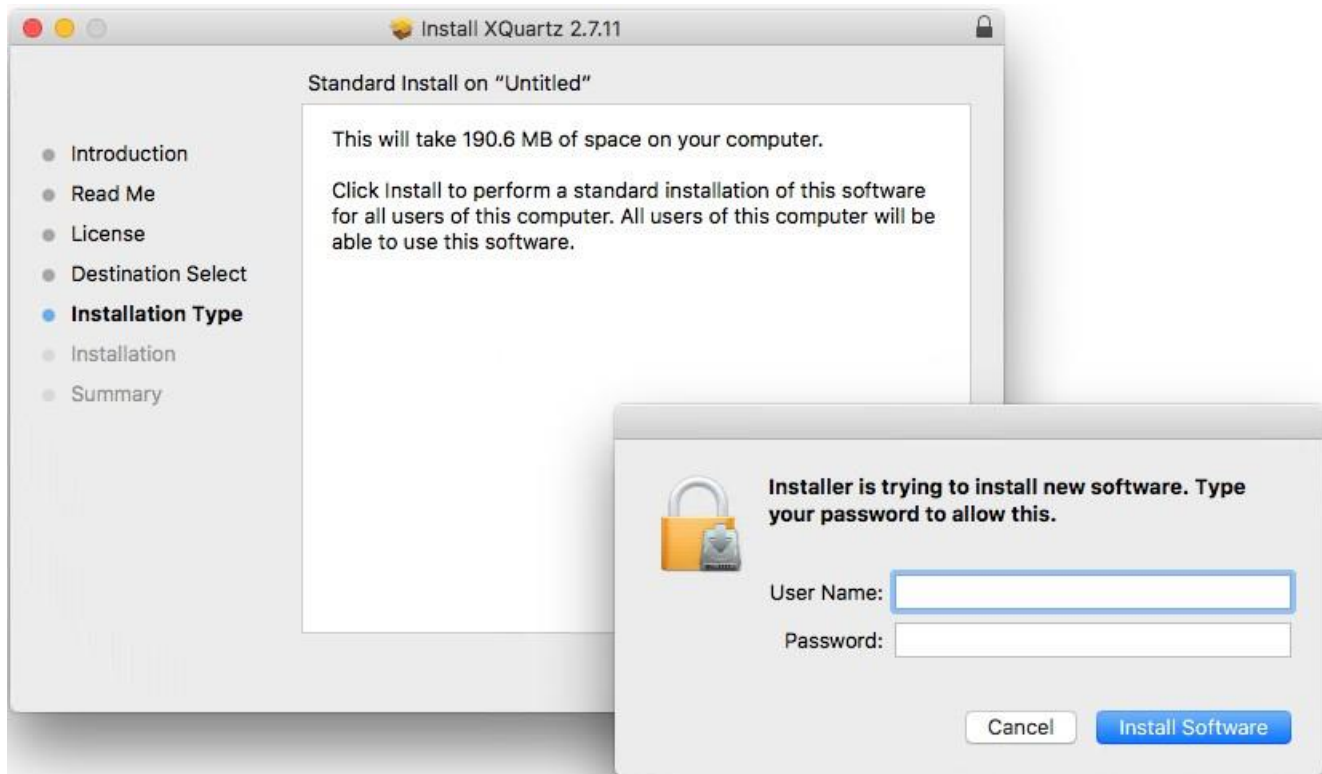 Install XQuartz 2.7.11
Standard Install on “Untitled”
Introduction
Read Me
License
Destination Select
Installation Type
Installation
Summary
This will take 190.6 MB of space on your computer.
Click Install to perform a standard installation of this software
for all users of this computer. All users of this computer will be
able to use this software.
Installer is trying to install new software. Type
your password to allow this.
User Name:
Password:
Cancel
Install Software